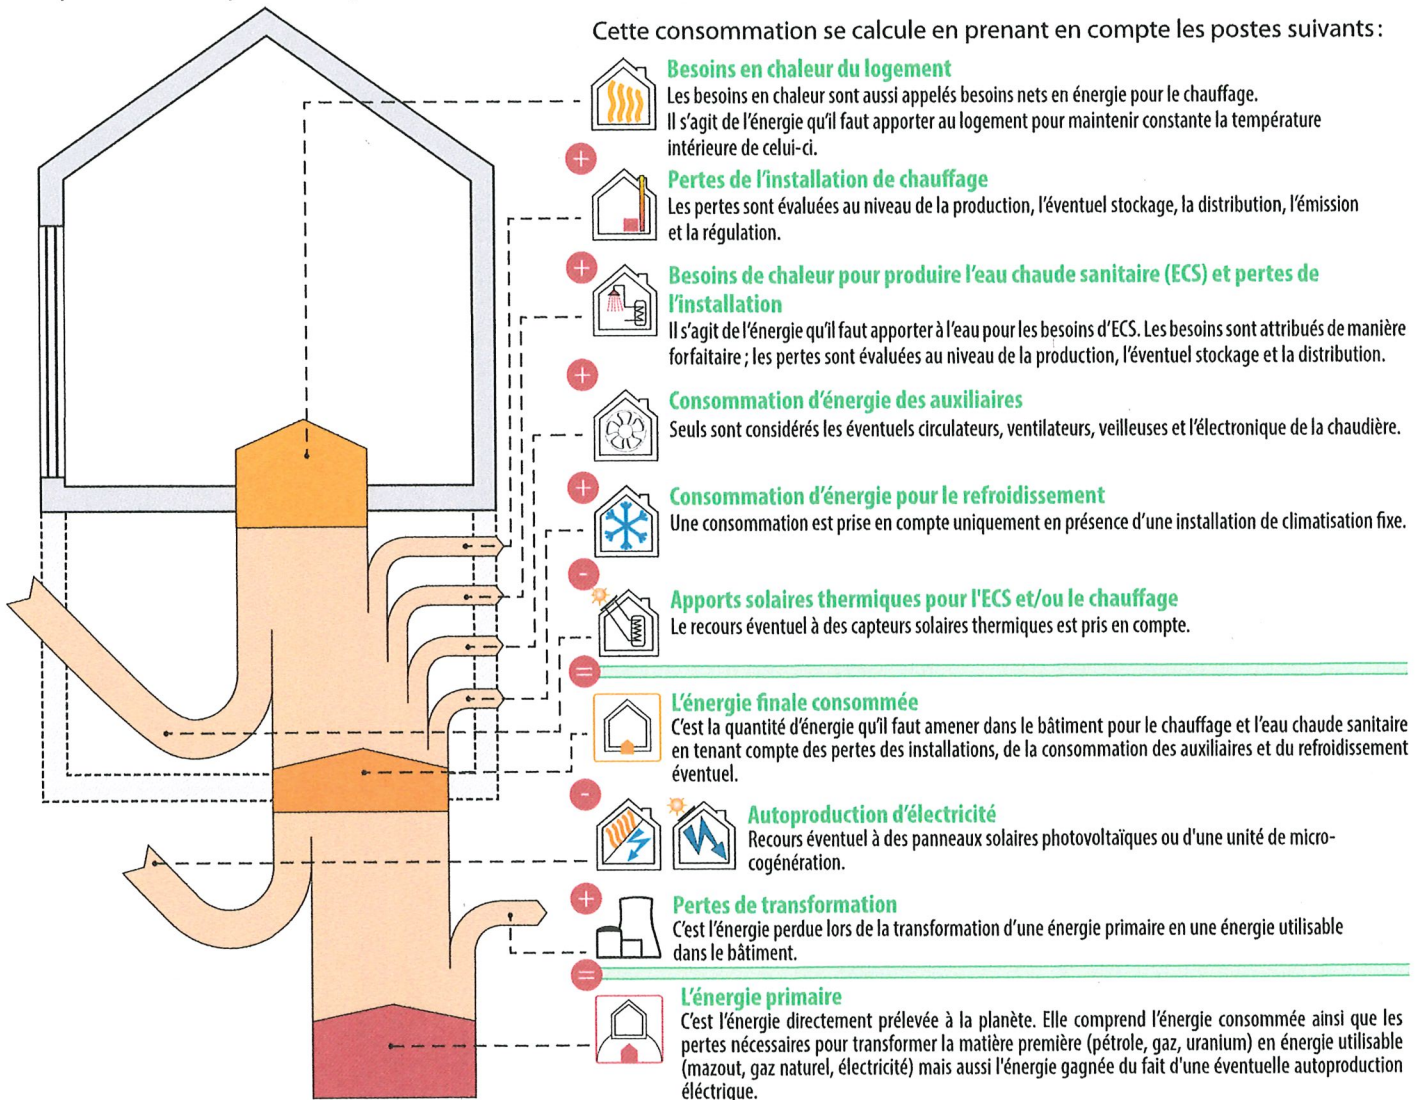 Cette consommation se calcule en prenant en compte les postes suivants :
Besoins en chaleur du logement
Les besoins en chaleur sont aussi appelés besoins nets en énergie pour le chauffage.
Il s'agit de l'énergie qu'il faut apporter au logement pour maintenir constante la température
intérieure de celui-ci.
+
Pertes de l'installation de chauffage
Les pertes sont évaluées au niveau de la production, l'éventuel stockage, la distribution, l'émission
et la régulation.
+
Besoins de chaleur pour produire l'eau chaude sanitaire (ECS) et pertes de
l'installation
Il s'agit de l'énergie qu'il faut apporter à l'eau pour les besoins d'ECS. Les besoins sont attribués de manière
forfaitaire ; les pertes sont évaluées au niveau de la production, l'éventuel stockage et la distribution.
+
Consommation d'énergie des auxiliaires
Seuls sont considérés les éventuels circulateurs, ventilateurs, veilleuses et l'électronique de la chaudière.
+
Consommation d'énergie pour le refroidissement
Une consommation est prise en compte uniquement en présence d'une installation de climatisation fixe.
-
Apports solaires thermiques pour l'ECS et/ou le chauffage
Le recours éventuel à des capteurs solaires thermiques est pris en compte.
=
L'énergie finale consommée
C'est la quantité d'énergie qu'il faut amener dans le bâtiment pour le chauffage et l'eau chaude sanitaire
en tenant compte des pertes des installations, de la consommation des auxiliaires et du refroidissement
éventuel.
-
Autoproduction d'électricité
Recours éventuel à des panneaux solaires photovoltaïques ou d'une unité de micro-
cogénération.
+
Pertes de transformation
C'est l'énergie perdue lors de la transformation d'une énergie primaire en une énergie utilisable
dans le bâtiment.
=
L'énergie primaire
C'est l'énergie directement prélevée à la planète. Elle comprend l'énergie consommée ainsi que les
pertes nécessaires pour transformer la matière première (pétrole, gaz, uranium) en énergie utilisable
(mazout, gaz naturel, électricité) mais aussi l'énergie gagnée du fait d'une éventuelle autoproduction
éléctrique.